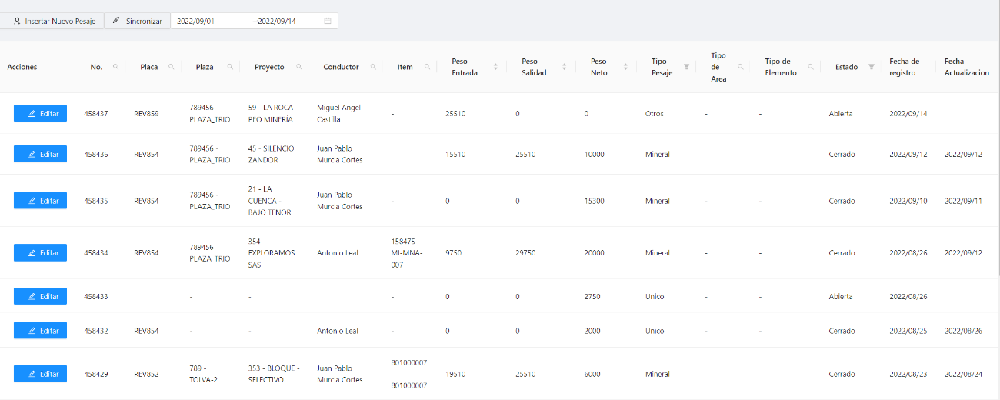 Insertar Nuevo Pesaje Sincronizar 2022/09/01 → 2022/09/14
Acciones No. Placa Plaza Proyecto Conductor Item Peso Entrada Peso Salidad Peso Neto Tipo Pesaje Tipo de Area Tipo de Elemento Estado Fecha de registro Fecha Actualizacion
Editar 458437 REV859 789456 - PLAZA_TRIO 59 - LA ROCA PEQ MINERÍA Miguel Angel Castilla - 25510 0 0 Otros - - Abierta 2022/09/14
Editar 458436 REV854 789456 - PLAZA_TRIO 45 - SILENCIO ZANDOR Juan Pablo Murcia Cortes - 15510 25510 10000 Mineral - - Cerrado 2022/09/12 2022/09/12
Editar 458435 REV854 789456 - PLAZA_TRIO 21 - LA CUENCA - BAJO TENOR Juan Pablo Murcia Cortes - 0 0 15300 Mineral - - Cerrado 2022/09/10 2022/09/11
Editar 458434 REV854 789456 - PLAZA_TRIO 354 - EXPLORAMOS SAS Antonio Leal 158475 - MI-MNA-007 9750 29750 20000 Mineral - - Cerrado 2022/08/26 2022/09/12
Editar 458433 - - - 0 0 2750 Unico - - Abierta 2022/08/26
Editar 458432 REV854 - - Antonio Leal - 0 0 2000 Unico - - Cerrado 2022/08/25 2022/08/26
Editar 458429 REV852 789 - TOLVA-2 353 - BLOQUE - SELECTIVO Juan Pablo Murcia Cortes 801000007 - 801000007 19510 25510 6000 Mineral - - Cerrado 2022/08/23 2022/08/24